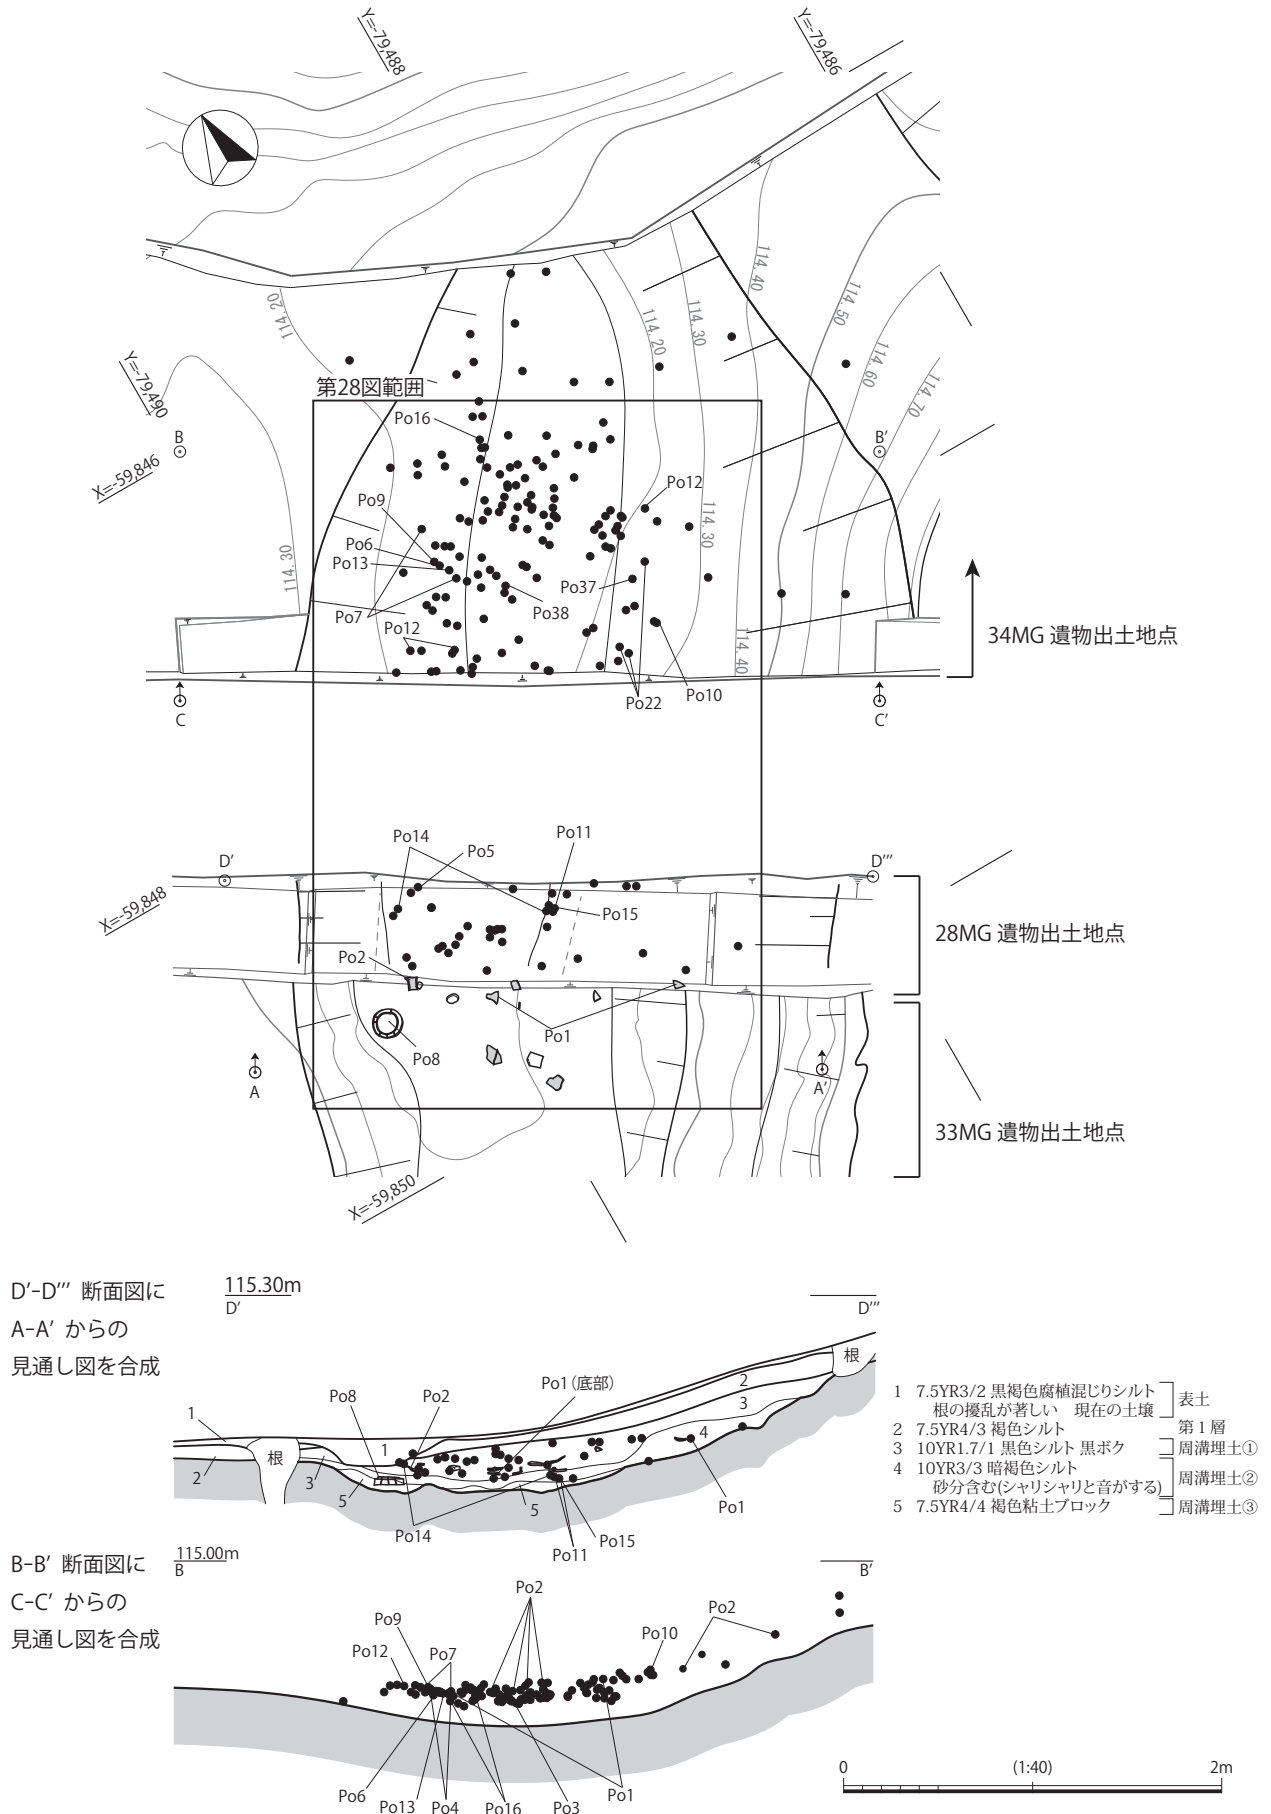 Y=-79,488
Y=-79,486
114.20
114.20
114.30
114.40
114.50
114.60
114.70
Y=-79,490
第28図範囲
B
B'
Po16
X=-59,846
Po9
Po12
114.30
114.30
Po6
Po13
Po37
Po7
Po38
Po12
114.40
34MG 遺物出土地点
Po22
Po10
C
C'
Po14
Po5
Po11
D'
D'''
X=-59,848
Po15
28MG 遺物出土地点
Po2
Po1
Po8
A
A'
33MG 遺物出土地点
X=-59,850
D'-D''' 断面図に
A-A' からの
見通し図を合成
115.30m
D'
D'''
根
Po8
Po2
Po1(底部)
1
1
2
3
4
根
2
3
5
5
Po1
Po14
Po15
Po11
1 7.5YR3/2 黒褐色腐植混じりシルト
根の擾乱が著しい 現在の土壌
表土
2 7.5YR4/3 褐色シルト 第1層
3 10YR1.7/1 黒色シルト 黒ボク 周溝埋土①
4 10YR3/3 暗褐色シルト
砂分含む(シャリシャリと音がする)
周溝埋土②
5 7.5YR4/4 褐色粘土ブロック 周溝埋土③
B-B' 断面図に
C-C' からの
見通し図を合成
115.00m
B
B'
Po2
Po9
Po2
Po12
Po7
Po10
Po6
Po13
Po4
Po16
Po3
Po1
0 (1:40) 2m